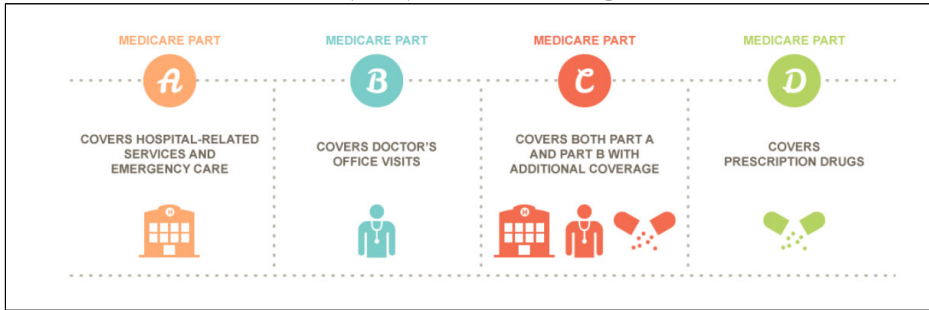 MEDICARE PART
A
COVERS HOSPITAL-RELATED
SERVICES AND
EMERGENCY CARE
H
MEDICARE PART
B
COVERS DOCTOR'S
OFFICE VISITS
MEDICARE PART
C
COVERS BOTH PART A
AND PART B WITH
ADDITIONAL COVERAGE
H
MEDICARE PART
D
COVERS
PRESCRIPTION DRUGS